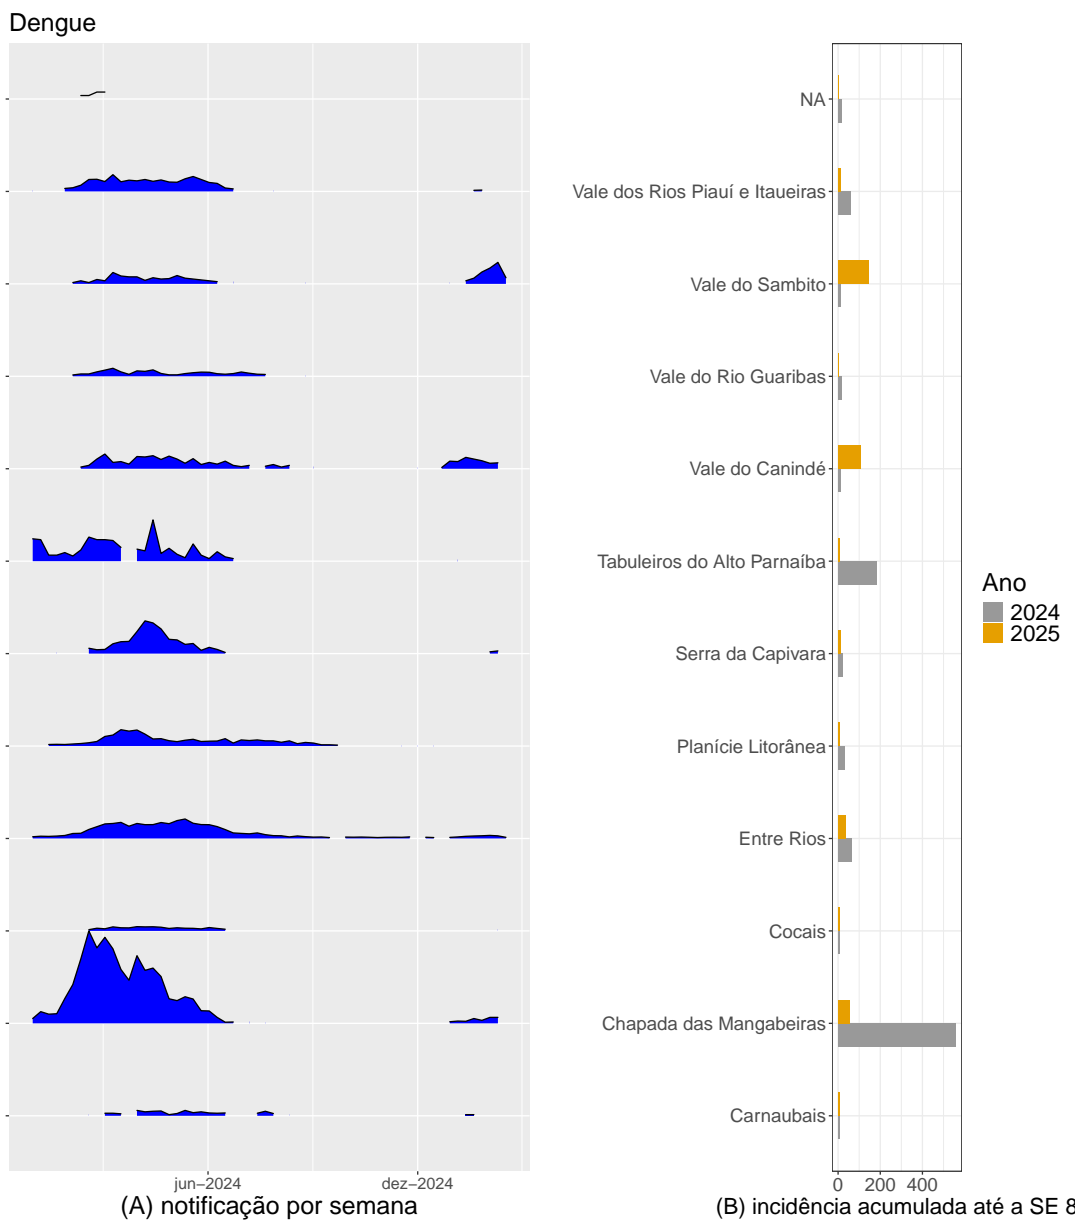 Dengue
NA
Vale dos Rios Piauí e Itaueiras
Vale do Sambito
Vale do Rio Guaribas
Vale do Canindé
Tabuleiros do Alto Parnaíba
Serra da Capivara
Planície Litorânea
Entre Rios
Cocais
Chapada das Mangabeiras
Carnaubais
Ano
2024
2025
jun−2024 dez−2024
0 200 400
(A) notificação por semana
(B) incidência acumulada até a SE 8